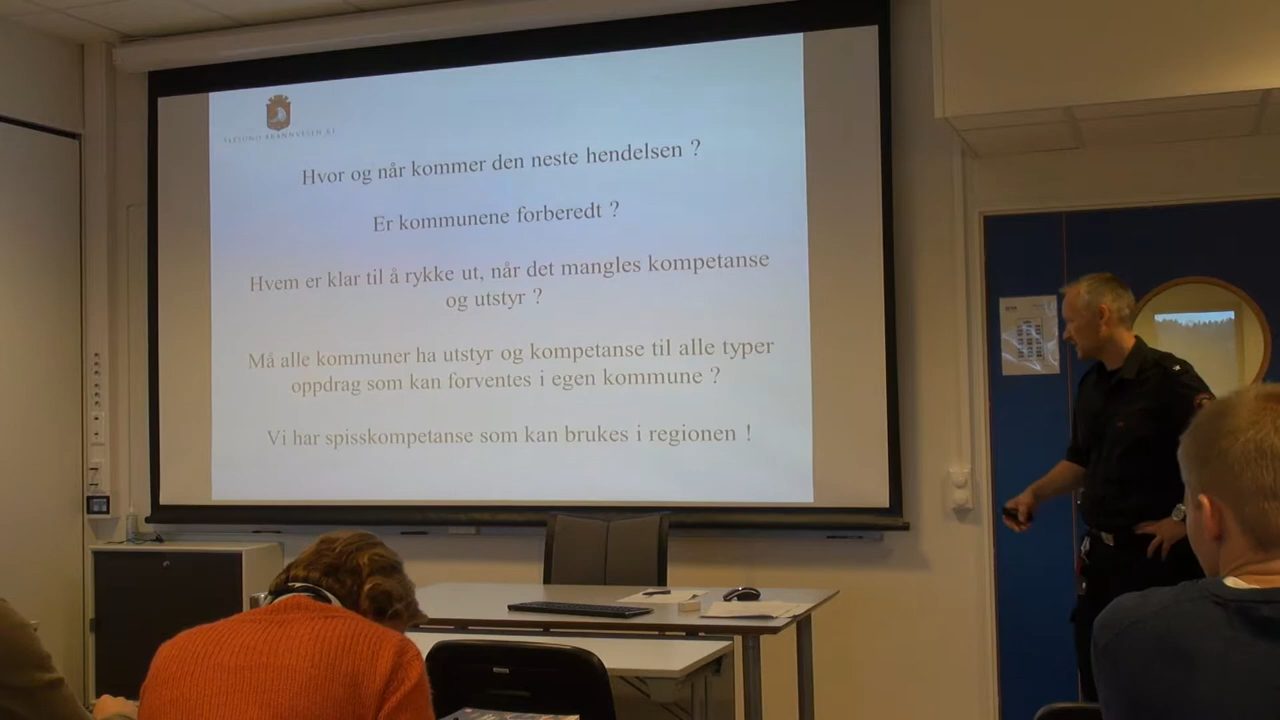 Hvor og når kommer den neste hendelsen ?
Er kommunene forberedt ?
Hvem er klar til å rykke ut, når det mangles kompetanse
og utstyr ?
Må alle kommuner ha utstyr og kompetanse til alle typer
oppdrag som kan forventes i egen kommune ?
Vi har spisskompetanse som kan brukes i regionen !